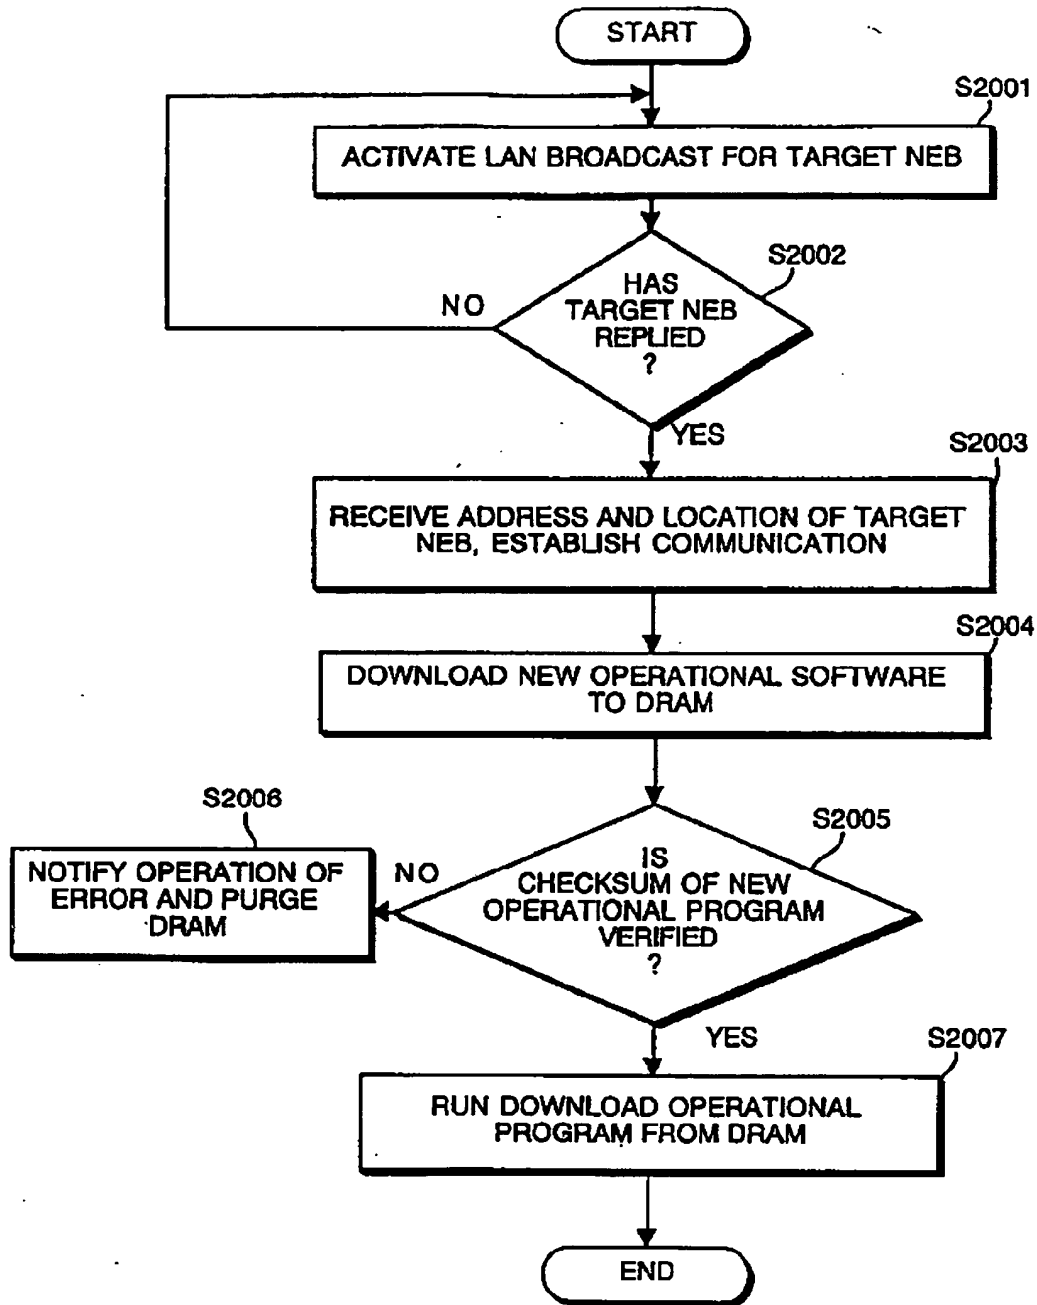 START
S2001
ACTIVATE LAN BROADCAST FOR TARGET NEB
S2002
HAS
TARGET NEB
REPLIED
?
NO
YES
S2003
RECEIVE ADDRESS AND LOCATION OF TARGET
NEB, ESTABLISH COMMUNICATION
S2004
DOWNLOAD NEW OPERATIONAL SOFTWARE
TO DRAM
S2005
IS
CHECKSUM OF NEW
OPERATIONAL PROGRAM
VERIFIED
?
NO
S2006
NOTIFY OPERATION OF
ERROR AND PURGE
DRAM
YES
S2007
RUN DOWNLOAD OPERATIONAL
PROGRAM FROM DRAM
END